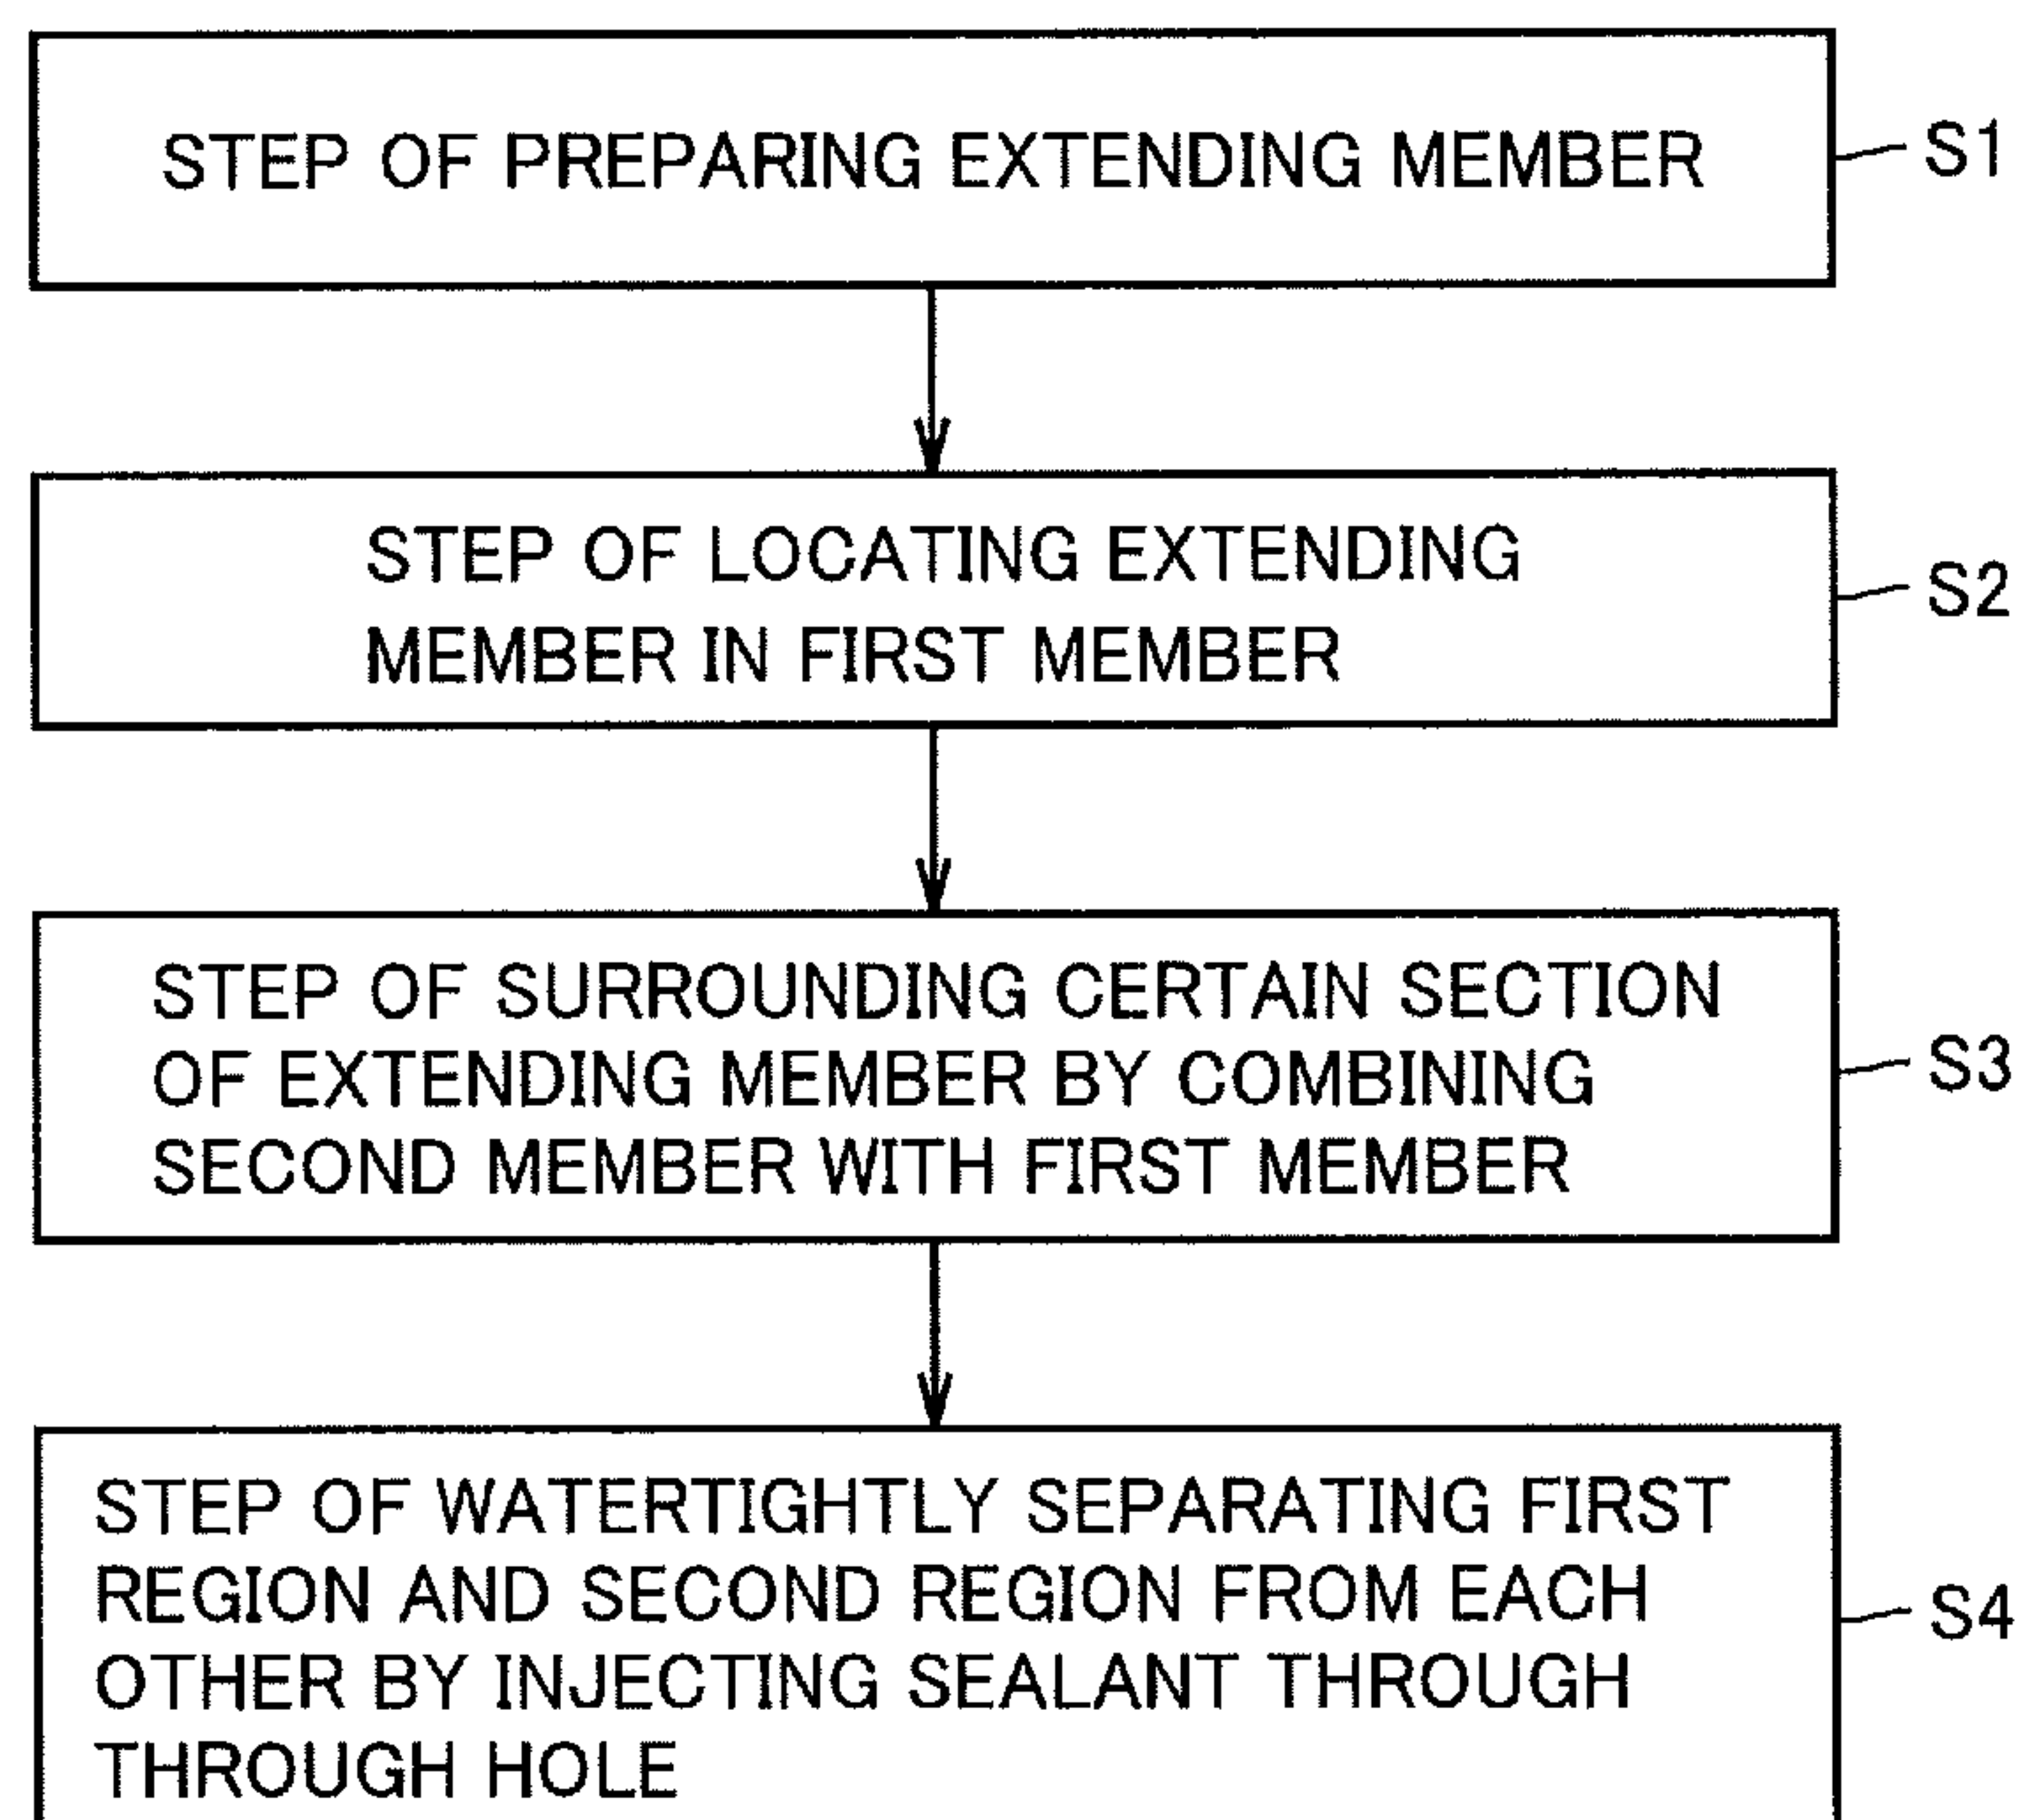 STEP OF PREPARING EXTENDING MEMBER
S1
STEP OF LOCATING EXTENDING
MEMBER IN FIRST MEMBER
S2
STEP OF SURROUNDING CERTAIN SECTION
OF EXTENDING MEMBER BY COMBINING
SECOND MEMBER WITH FIRST MEMBER
S3
STEP OF WATERTIGHTLY SEPARATING FIRST
REGION AND SECOND REGION FROM EACH
OTHER BY INJECTING SEALANT THROUGH
THROUGH HOLE
S4